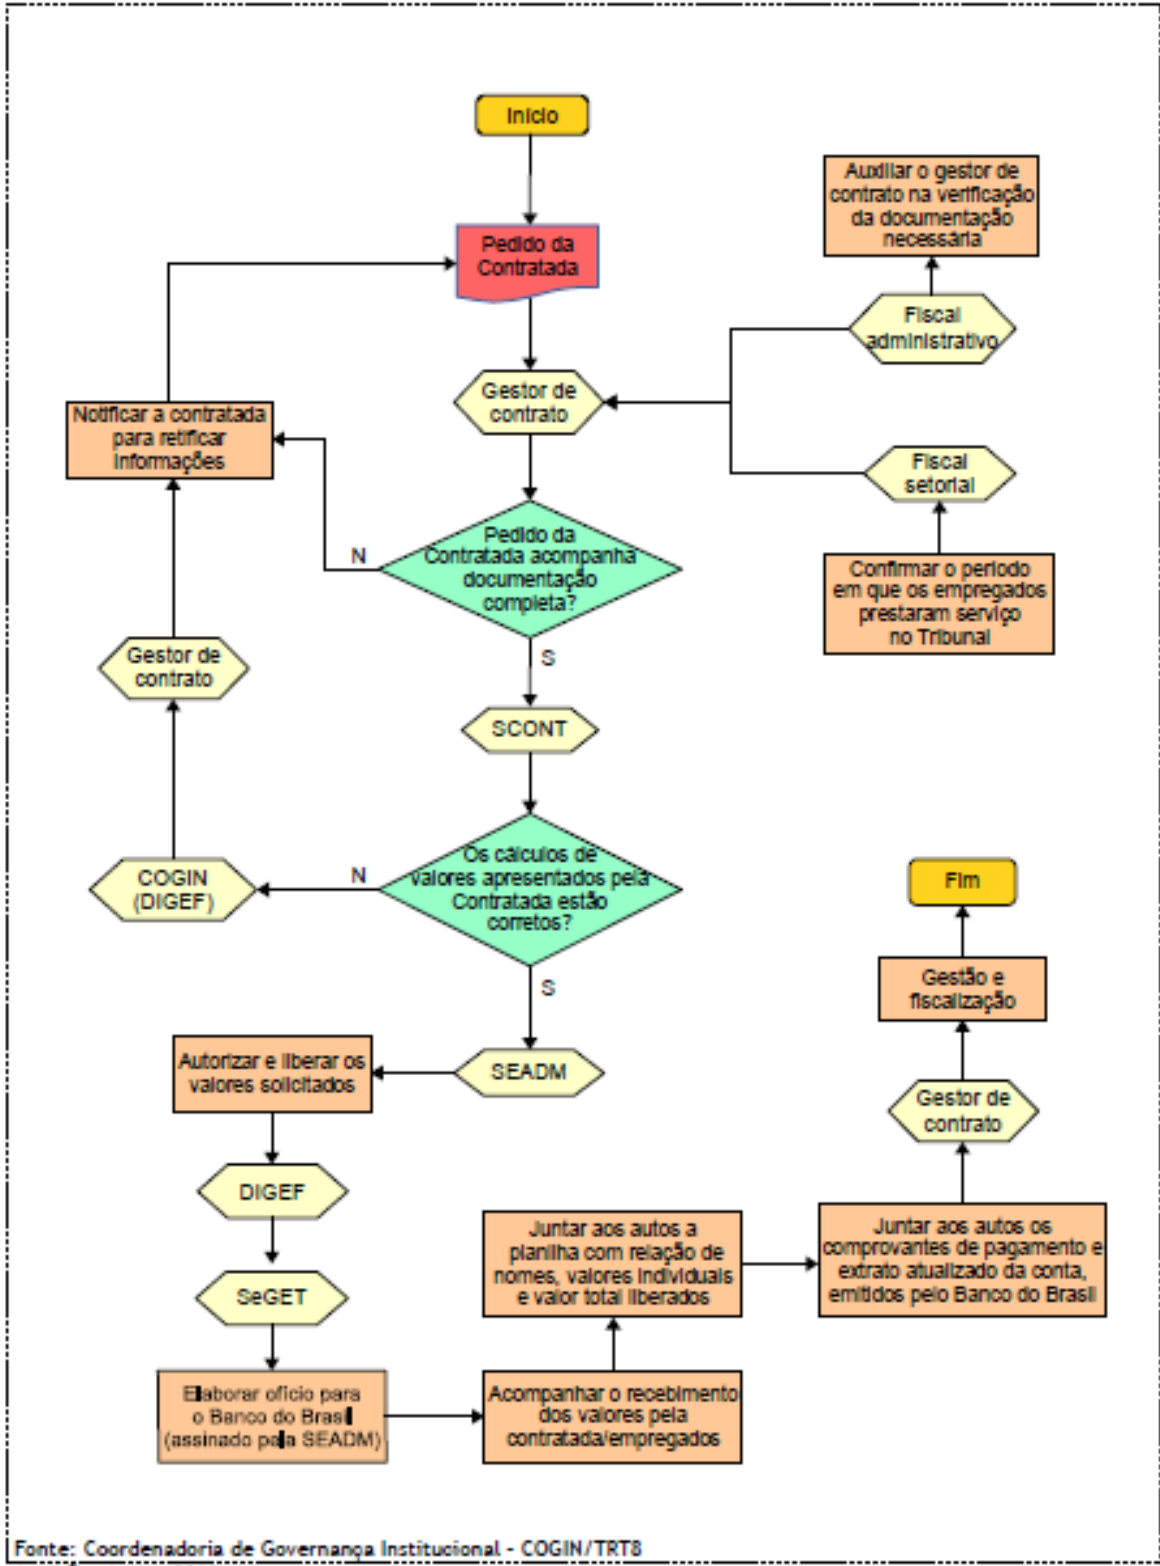 Início
Pedido da
Contratada
Gestor de
contrato
Auxiliar o gestor de
contrato na verificação
da documentação
necessária
Fiscal
administrativo
Fiscal
setorial
Confirmar o período
em que os empregados
prestaram serviço
no Tribunal
Notificar a contratada
para retificar
informações
Pedido da
Contratada acompanha
documentação
completa?
N
S
Gestor de
contrato
SCONT
Os cálculos de
valores apresentados pela
Contratada estão
corretos?
N
S
COGIN
(DIGEF)
SEADM
Autorizar e liberar os
valores solicitados
DIGEF
SeGET
Elaborar ofício para
o Banco do Brasil
(assinado pela SEADM)
Acompanhar o recebimento
dos valores pela
contratada/empregados
Juntar aos autos a
planilha com relação de
nomes, valores individuais
e valor total liberados
Juntar aos autos os
comprovantes de pagamento e
extrato atualizado da conta,
emitidos pelo Banco do Brasil
Gestor de
contrato
Gestão e
fiscalização
Fim
Fonte: Coordenadoria de Governança Institucional - COGIN/TRT8